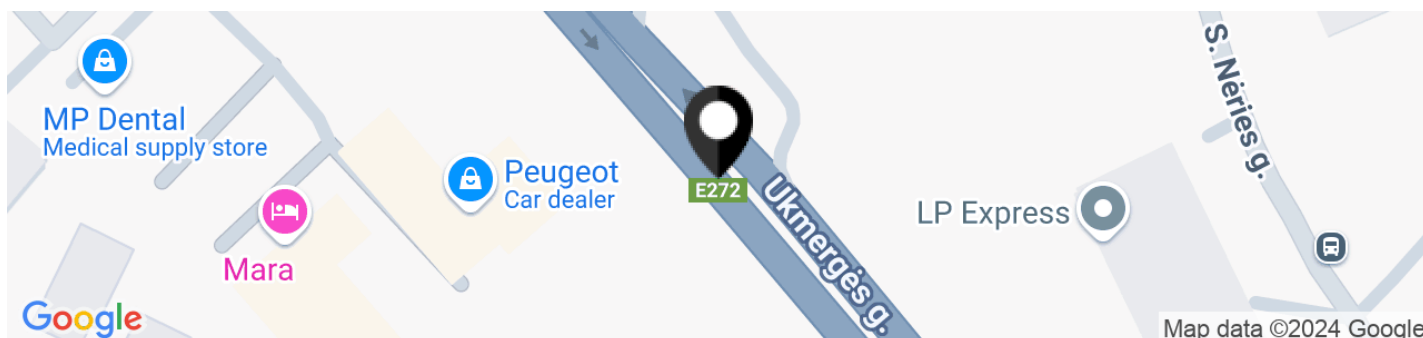 MP Dental
Medical supply store
Peugeot
Car dealer
Mara
E272
Ukmergės g.
LP Express
S. Nėries g.
Google
Map data ©2024 Google